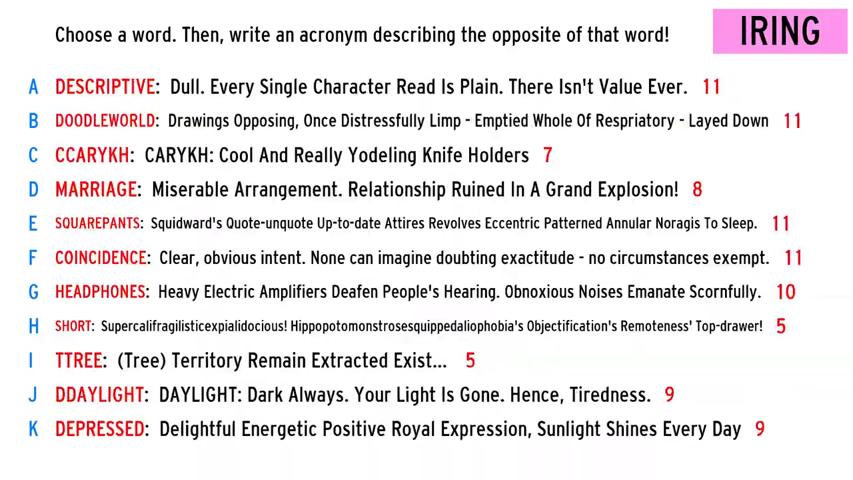 Choose a word. Then, write an acronym describing the opposite of that word!
IRING
A DESCRIPTIVE: Dull. Every Single Character Read Is Plain. There Isn't Value Ever. 11
B DOODLEWORLD: Drawings Opposing, Once Distressfully Limp - Emptied Whole Of Respriatory - Layed Down 11
C CCARYKH: CARYKH: Cool And Really Yodeling Knife Holders 7
D MARRIAGE: Miserable Arrangement. Relationship Ruined In A Grand Explosion! 8
E SQUAREPANTS: Squidward's Quote-unquote Up-to-date Attires Revolves Eccentric Patterned Annular Noragis To Sleep. 11
F COINCIDENCE: Clear, obvious intent. None can imagine doubting exactitude - no circumstances exempt. 11
G HEADPHONES: Heavy Electric Amplifiers Deafen People's Hearing. Obnoxious Noises Emanate Scornfully. 10
H SHORT: Supercalifragilisticexpialidocious! Hippopotomonstrosesquippedaliophobia's Objectification's Remoteness' Top-drawer! 5
I TTREE: (Tree) Territory Remain Extracted Exist... 5
J DDAYLIGHT: DAYLIGHT: Dark Always. Your Light Is Gone. Hence, Tiredness. 9
K DEPRESSED: Delightful Energetic Positive Royal Expression, Sunlight Shines Every Day 9